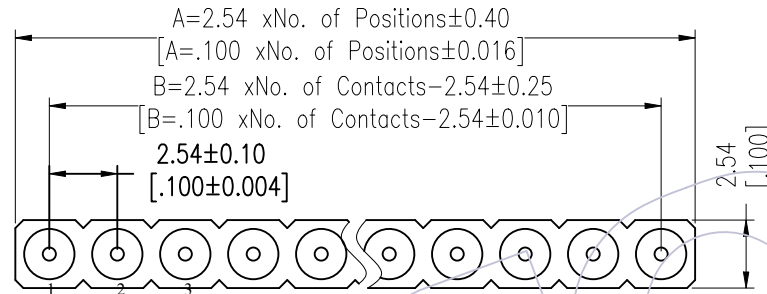 A=2.54 xNo. of Positions±0.40
[A=.100 xNo. of Positions±0.016]
B=2.54 xNo. of Contacts-2.54±0.25
[B=.100 xNo. of Contacts-2.54±0.010]
2.54±0.10
[.100±0.004]
2.54
[.100]
1 2 3